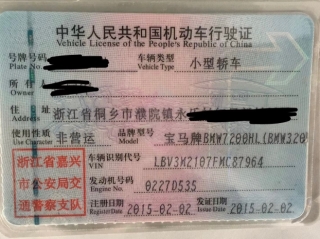 中华人民共和国机动车行驶证
Vehicle License of the People's Republic of China
号牌号码
Plate No.
车辆类型
Vehicle Type
小型轿车
所有人
Owner
住址
Address
浙江省桐乡市濮院镇永
使用性质
Use Character
非营运
品牌型号
Model
宝马牌BMW7200HL(BMW320
浙江省嘉兴
市公安局交
通警察支队
车辆识别代号
VIN
LBV3M2107FMC87964
发动机号码
Engine No.
02270535
注册日期
Register Date
2015-02-02
发证日期
Issue Date
2015-02-02